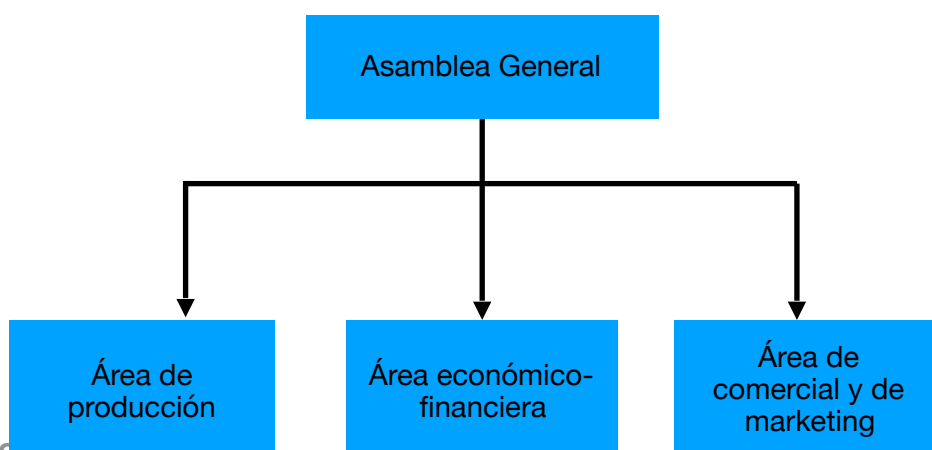 Asamblea General
Área de
producción
Área económico-
financiera
Área de
comercial y de
marketing